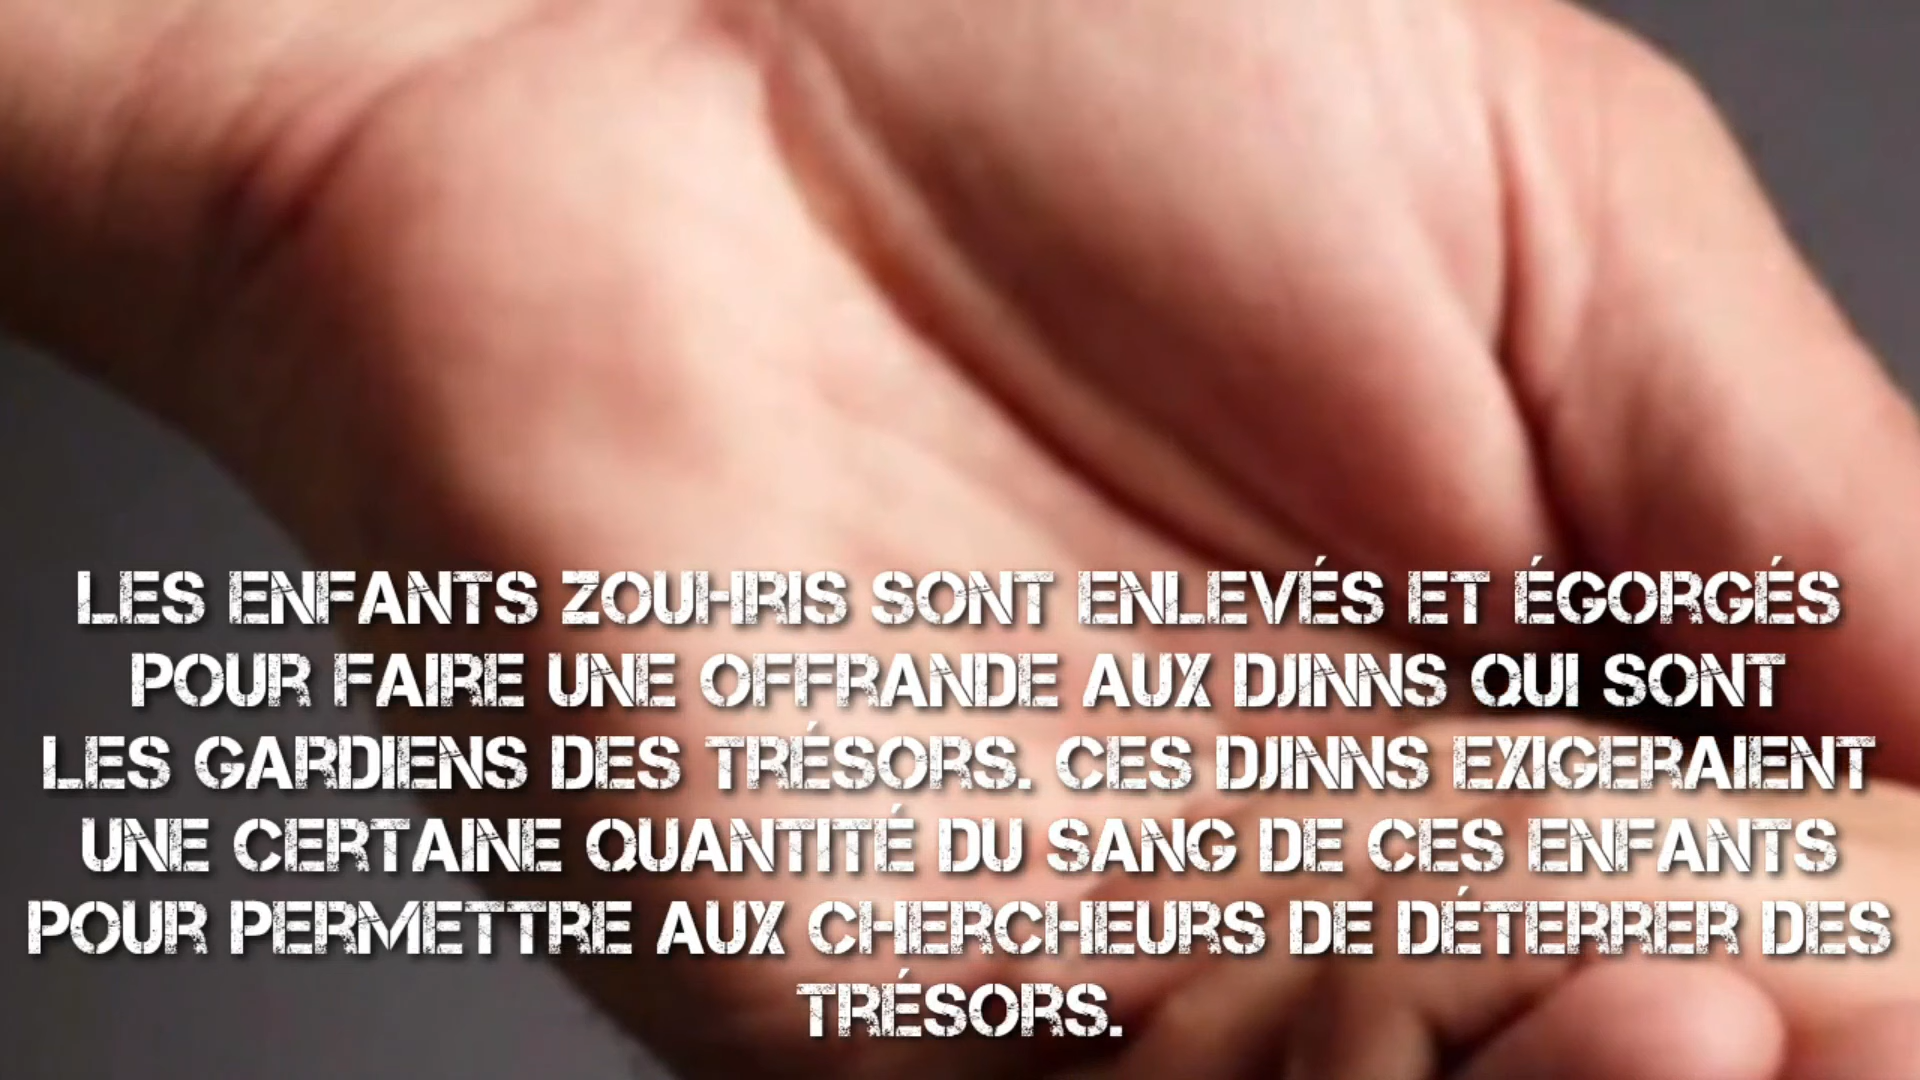 LES ENFANTS ZOUHRIS SONT ENLEVÉS ET ÉGORGÉS
POUR FAIRE UNE OFFRANDE AUX DJINNS QUI SONT
LES GARDIENS DES TRÉSORS. CES DJINNS EXIGERAIENT
UNE CERTAINE QUANTITÉ DU SANG DE CES ENFANTS
POUR PERMETTRE AUX CHERCHEURS DE DÉTERRER DES
TRÉSORS.